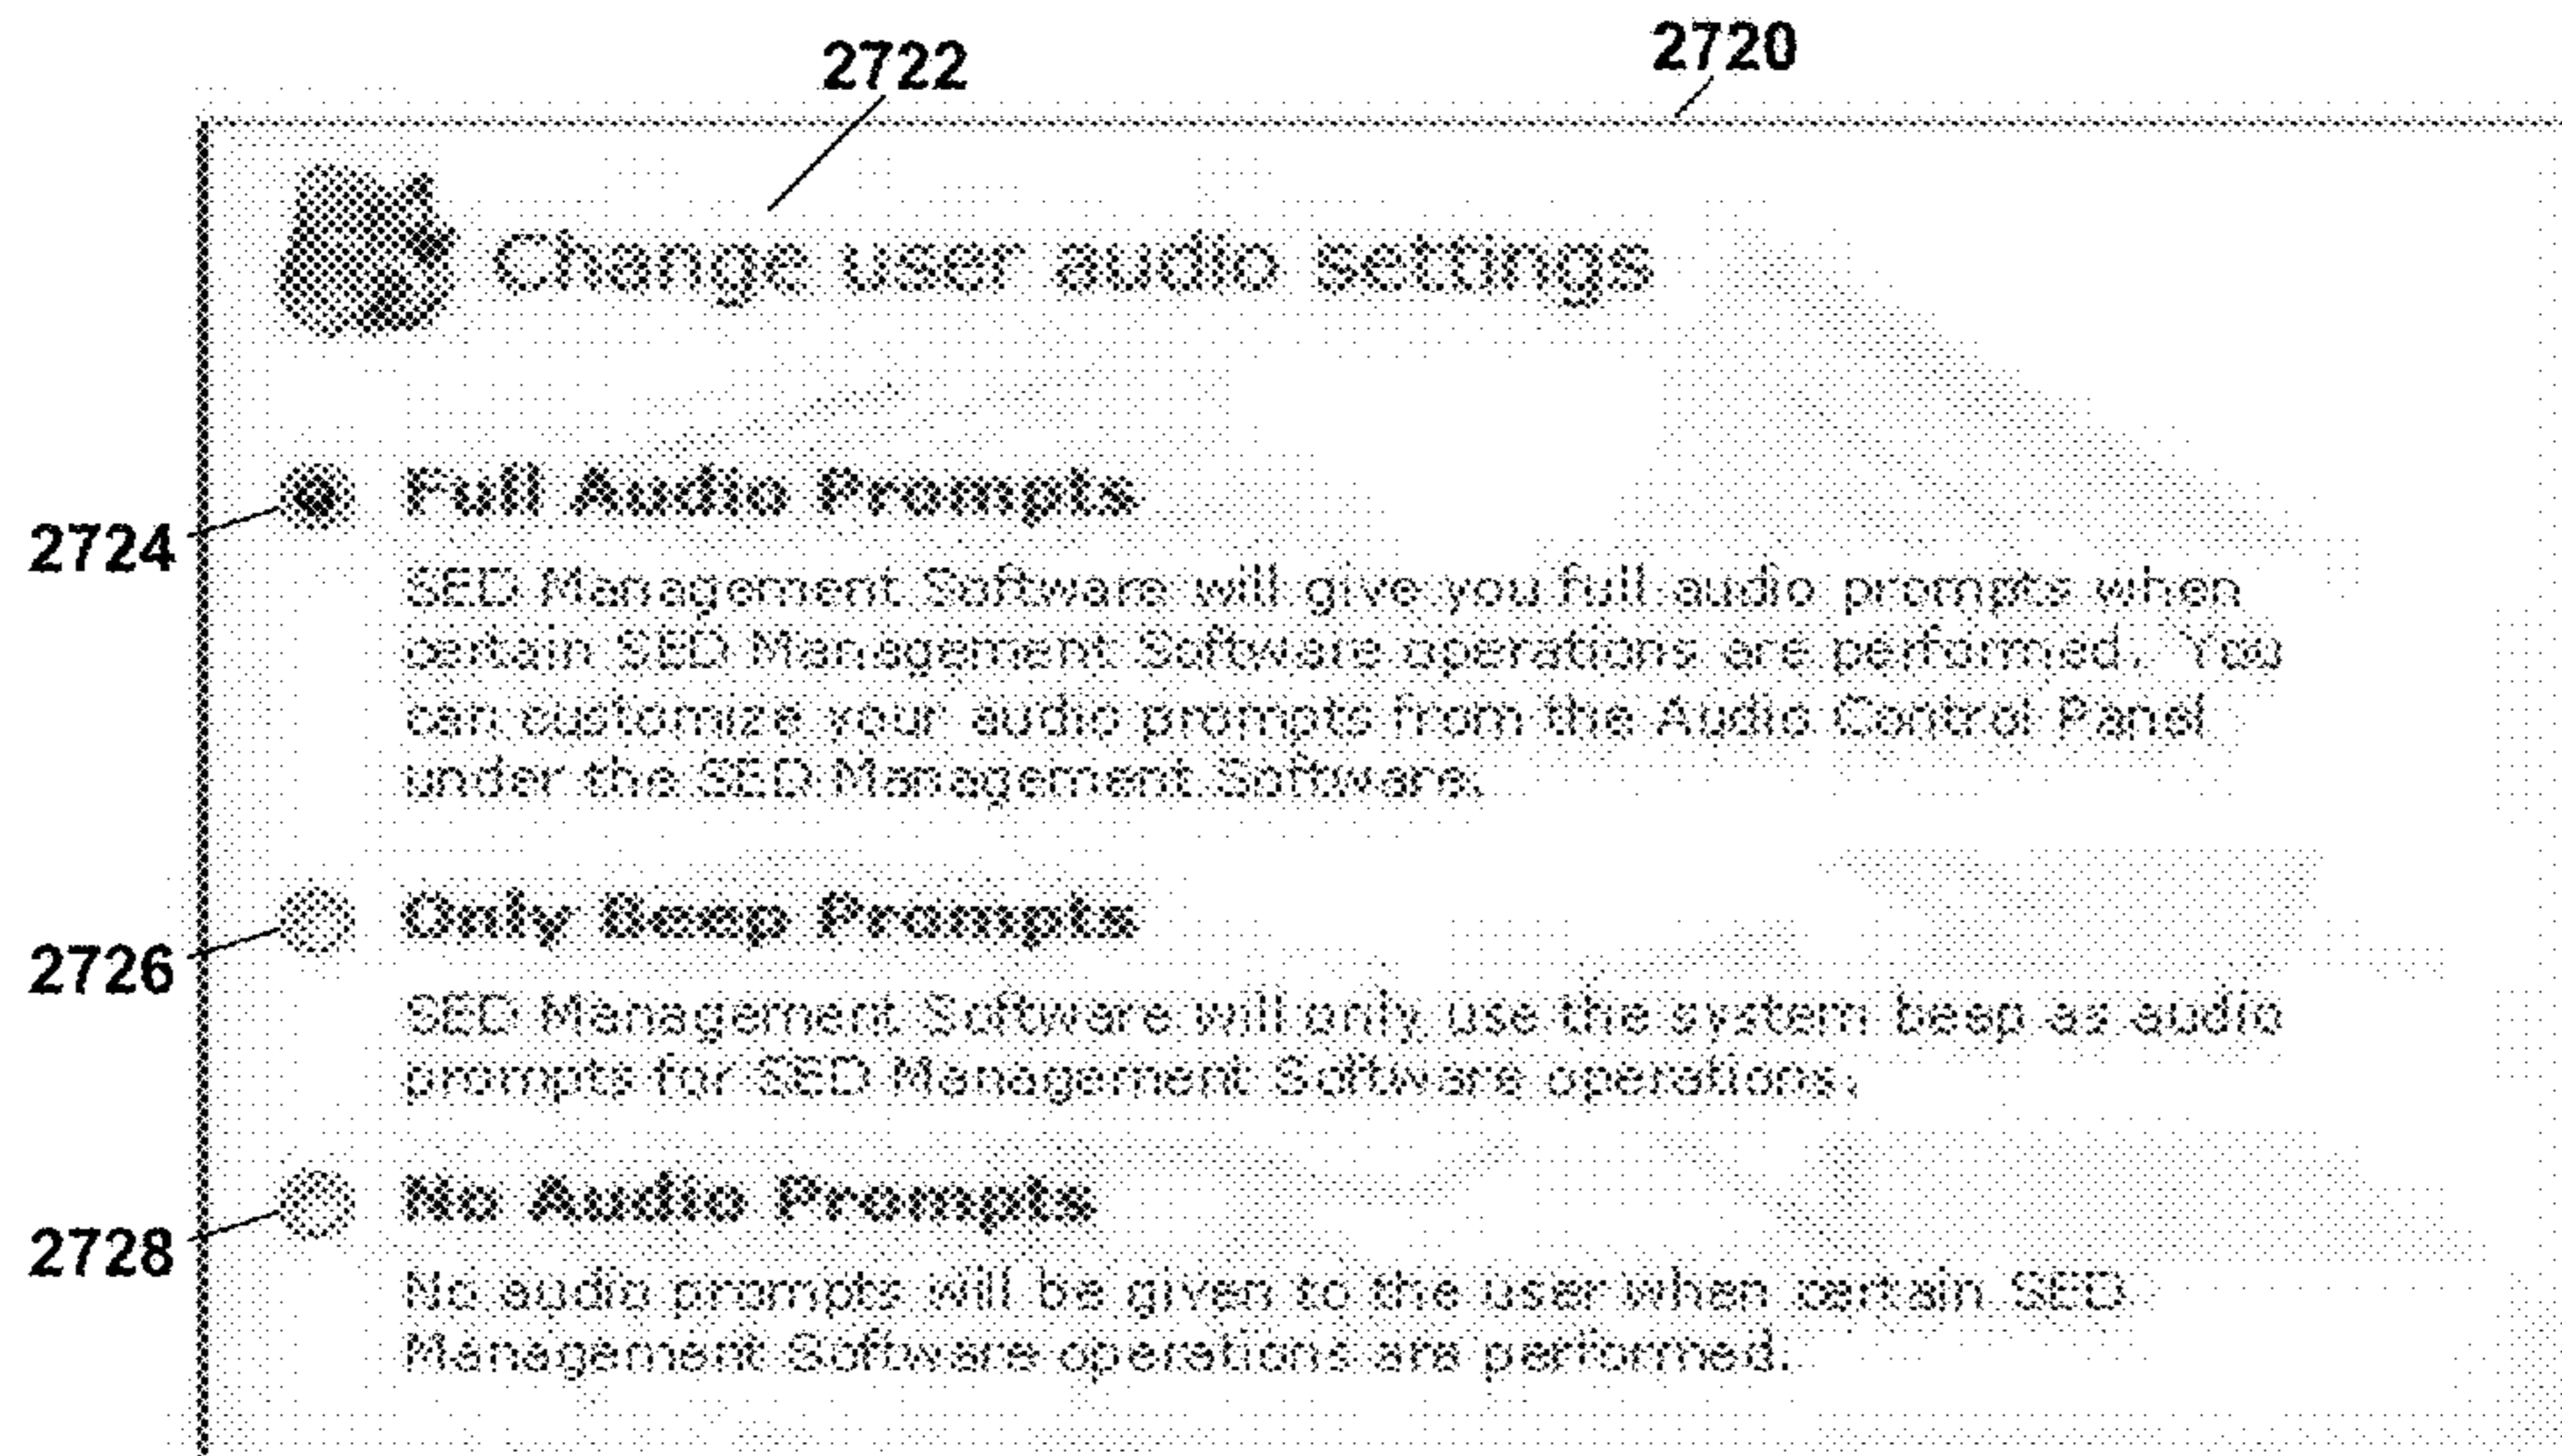 2722
2720
Change user audio settings
2724
Full Audio Prompts
SED Management Software will give you full audio prompts when
certain SED Management Software operations are performed. You
can customize your audio prompts from the Audio Control Panel
under the SED Management Software.
2726
Only Beep Prompts
SED Management Software will only use the system beep as audio
prompts for SED Management Software operations.
2728
No Audio Prompts
No audio prompts will be given to the user when certain SED
Management Software operations are performed.